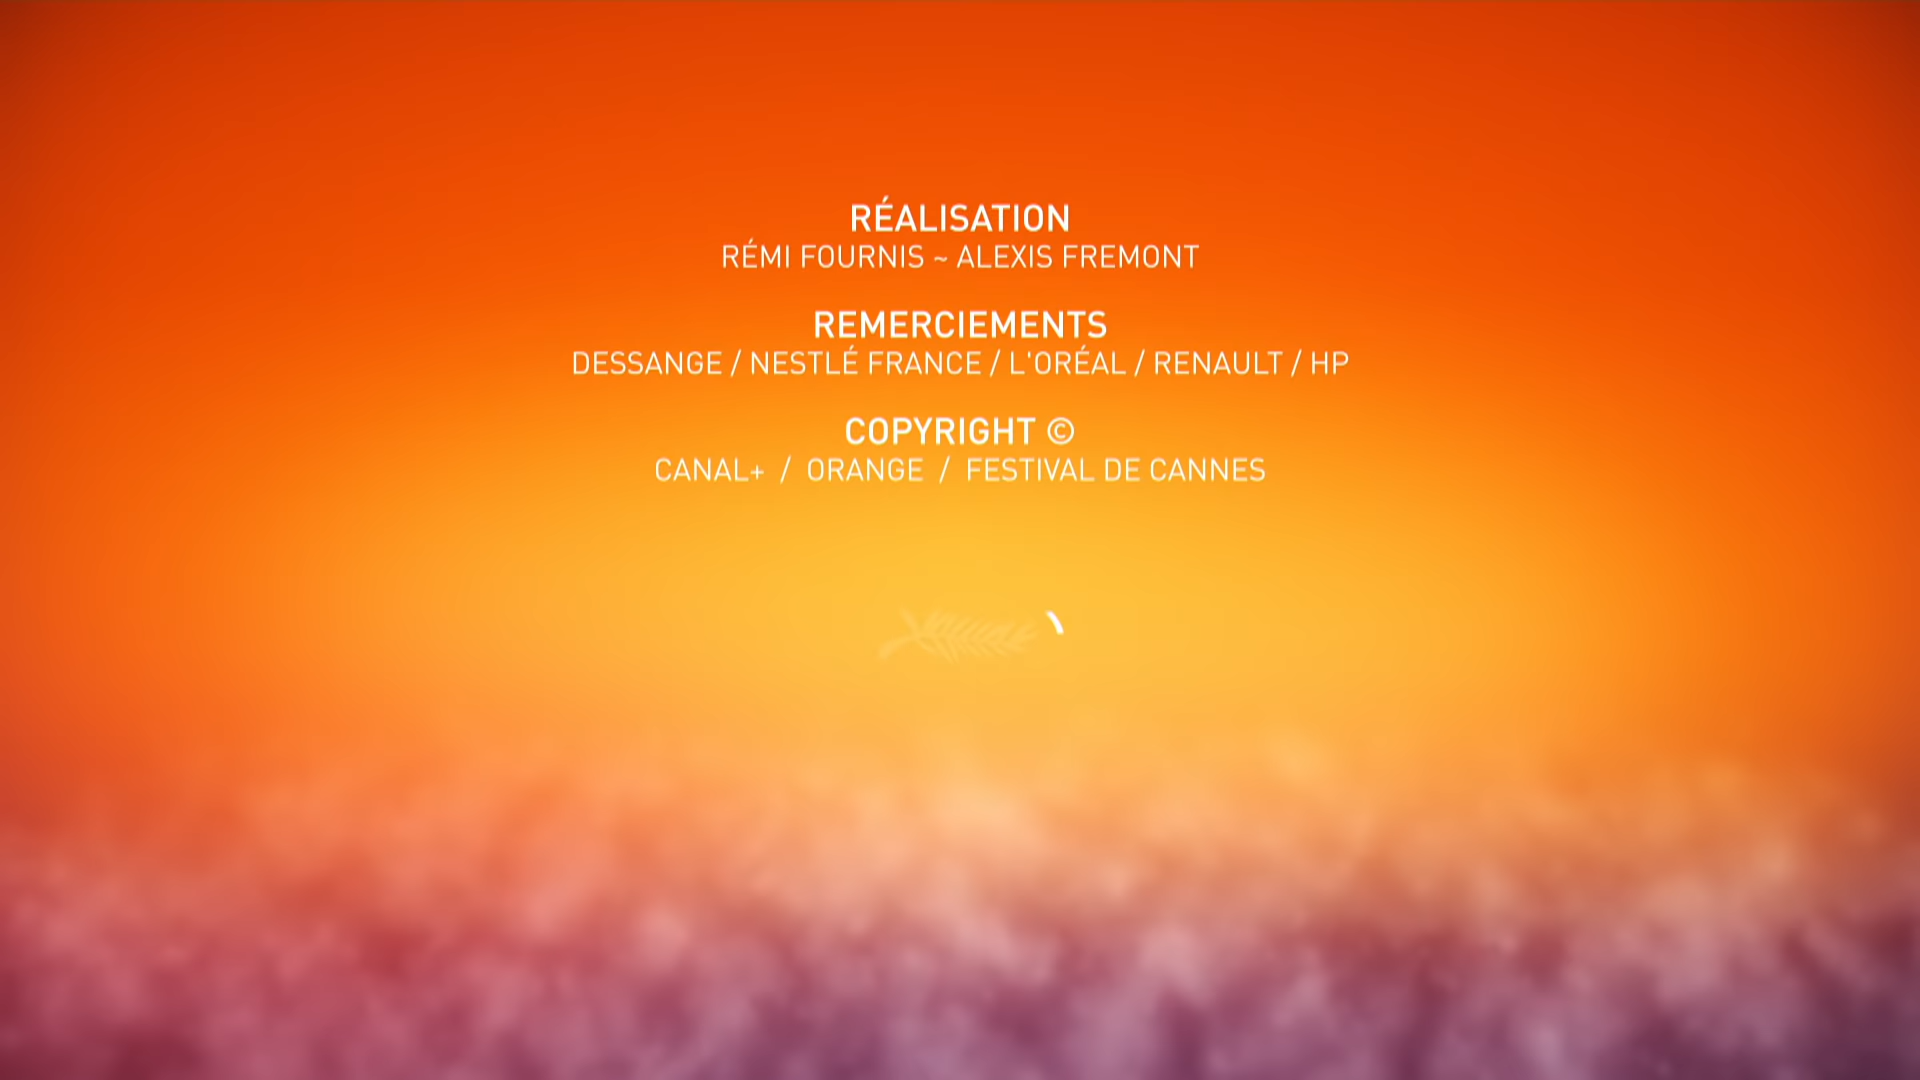 RÉALISATION
RÉMI FOURNIS ~ ALEXIS FREMONT
REMERCIEMENTS
DESSANGE / NESTLÉ FRANCE / L'ORÉAL / RENAULT / HP
COPYRIGHT ©
CANAL+ / ORANGE / FESTIVAL DE CANNES